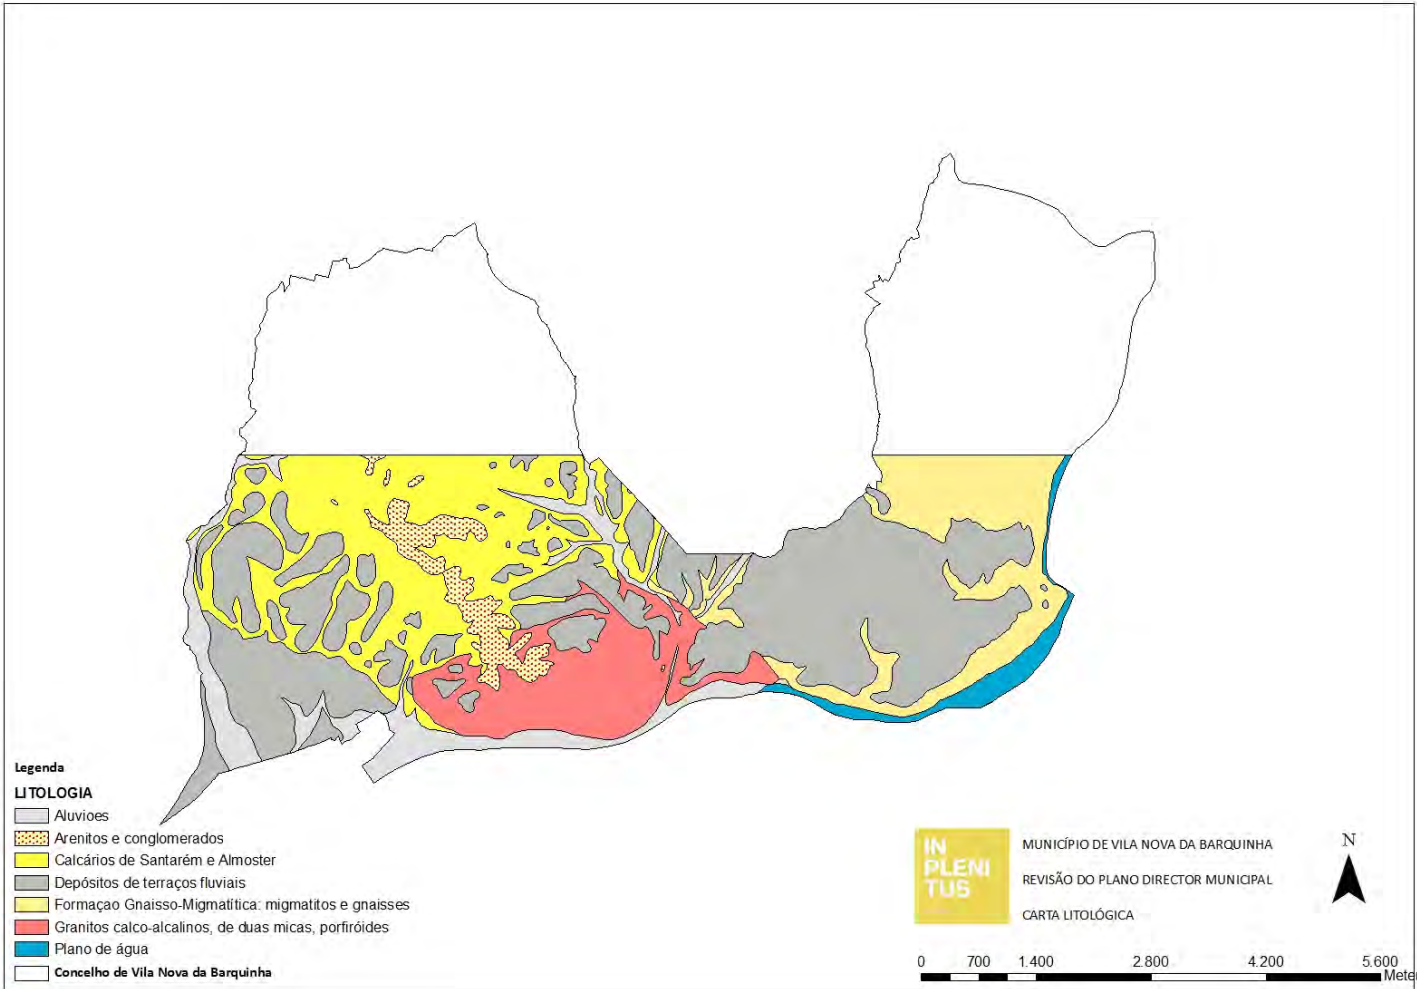 Legenda
LITOLOGIA
Aluvioes
Arenitos e conglomerados
Calcários de Santarém e Almoster
Depósitos de terraços fluviais
Formaçao Gnaisso-Migmatítica: migmatitos e gnaisses
Granitos calco-alcalinos, de duas micas, porfiróides
Plano de água
Concelho de Vila Nova da Barquinha
IN
PLENI
TUS
MUNICÍPIO DE VILA NOVA DA BARQUINHA
REVISÃO DO PLANO DIRECTOR MUNICIPAL
CARTA LITOLÓGICA
N
0 700 1.400 2.800 4.200 5.600
Mete